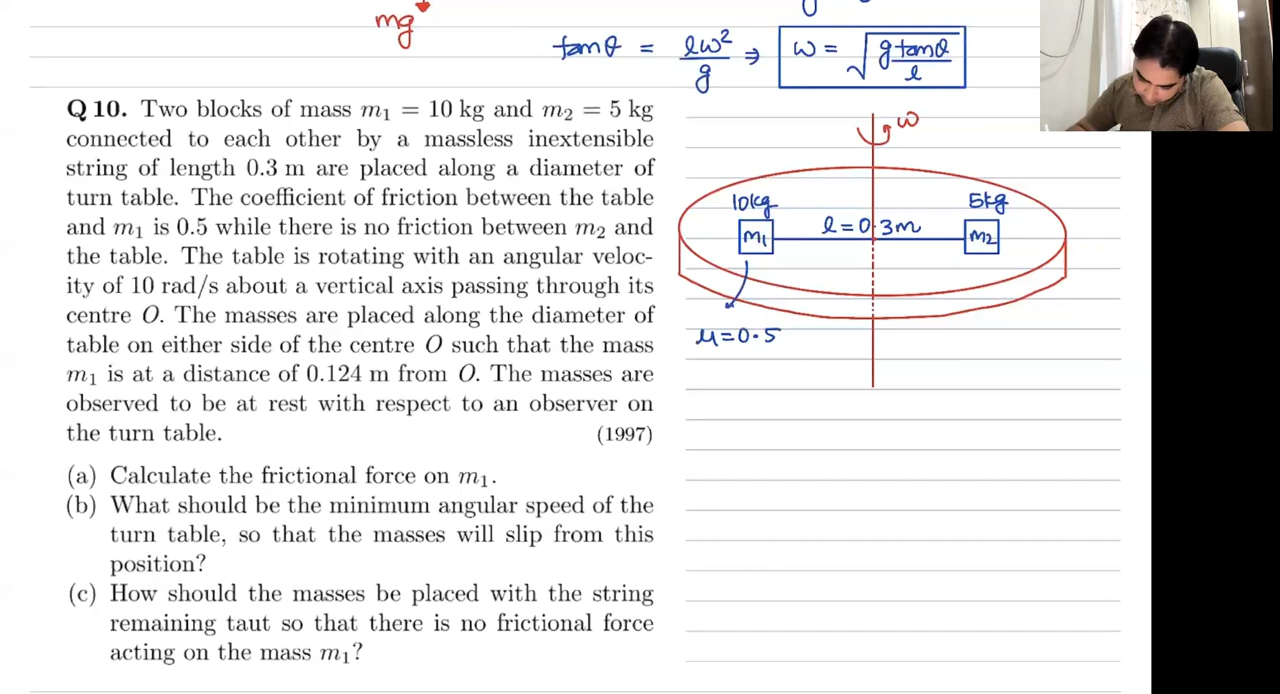 mg
tanθ = lω²/g ⇒ ω = √(g tanθ/l)
Q 10. Two blocks of mass m₁ = 10 kg and m₂ = 5 kg
connected to each other by a massless inextensible
string of length 0.3 m are placed along a diameter of
turn table. The coefficient of friction between the table
and m₁ is 0.5 while there is no friction between m₂ and
the table. The table is rotating with an angular veloc-
ity of 10 rad/s about a vertical axis passing through its
centre O. The masses are placed along the diameter of
table on either side of the centre O such that the mass
m₁ is at a distance of 0.124 m from O. The masses are
observed to be at rest with respect to an observer on
the turn table. (1997)
(a) Calculate the frictional force on m₁.
(b) What should be the minimum angular speed of the
turn table, so that the masses will slip from this
position?
(c) How should the masses be placed with the string
remaining taut so that there is no frictional force
acting on the mass m₁?
ω
10kg
5kg
l = 0.3m
m₁
m₂
μ=0.5